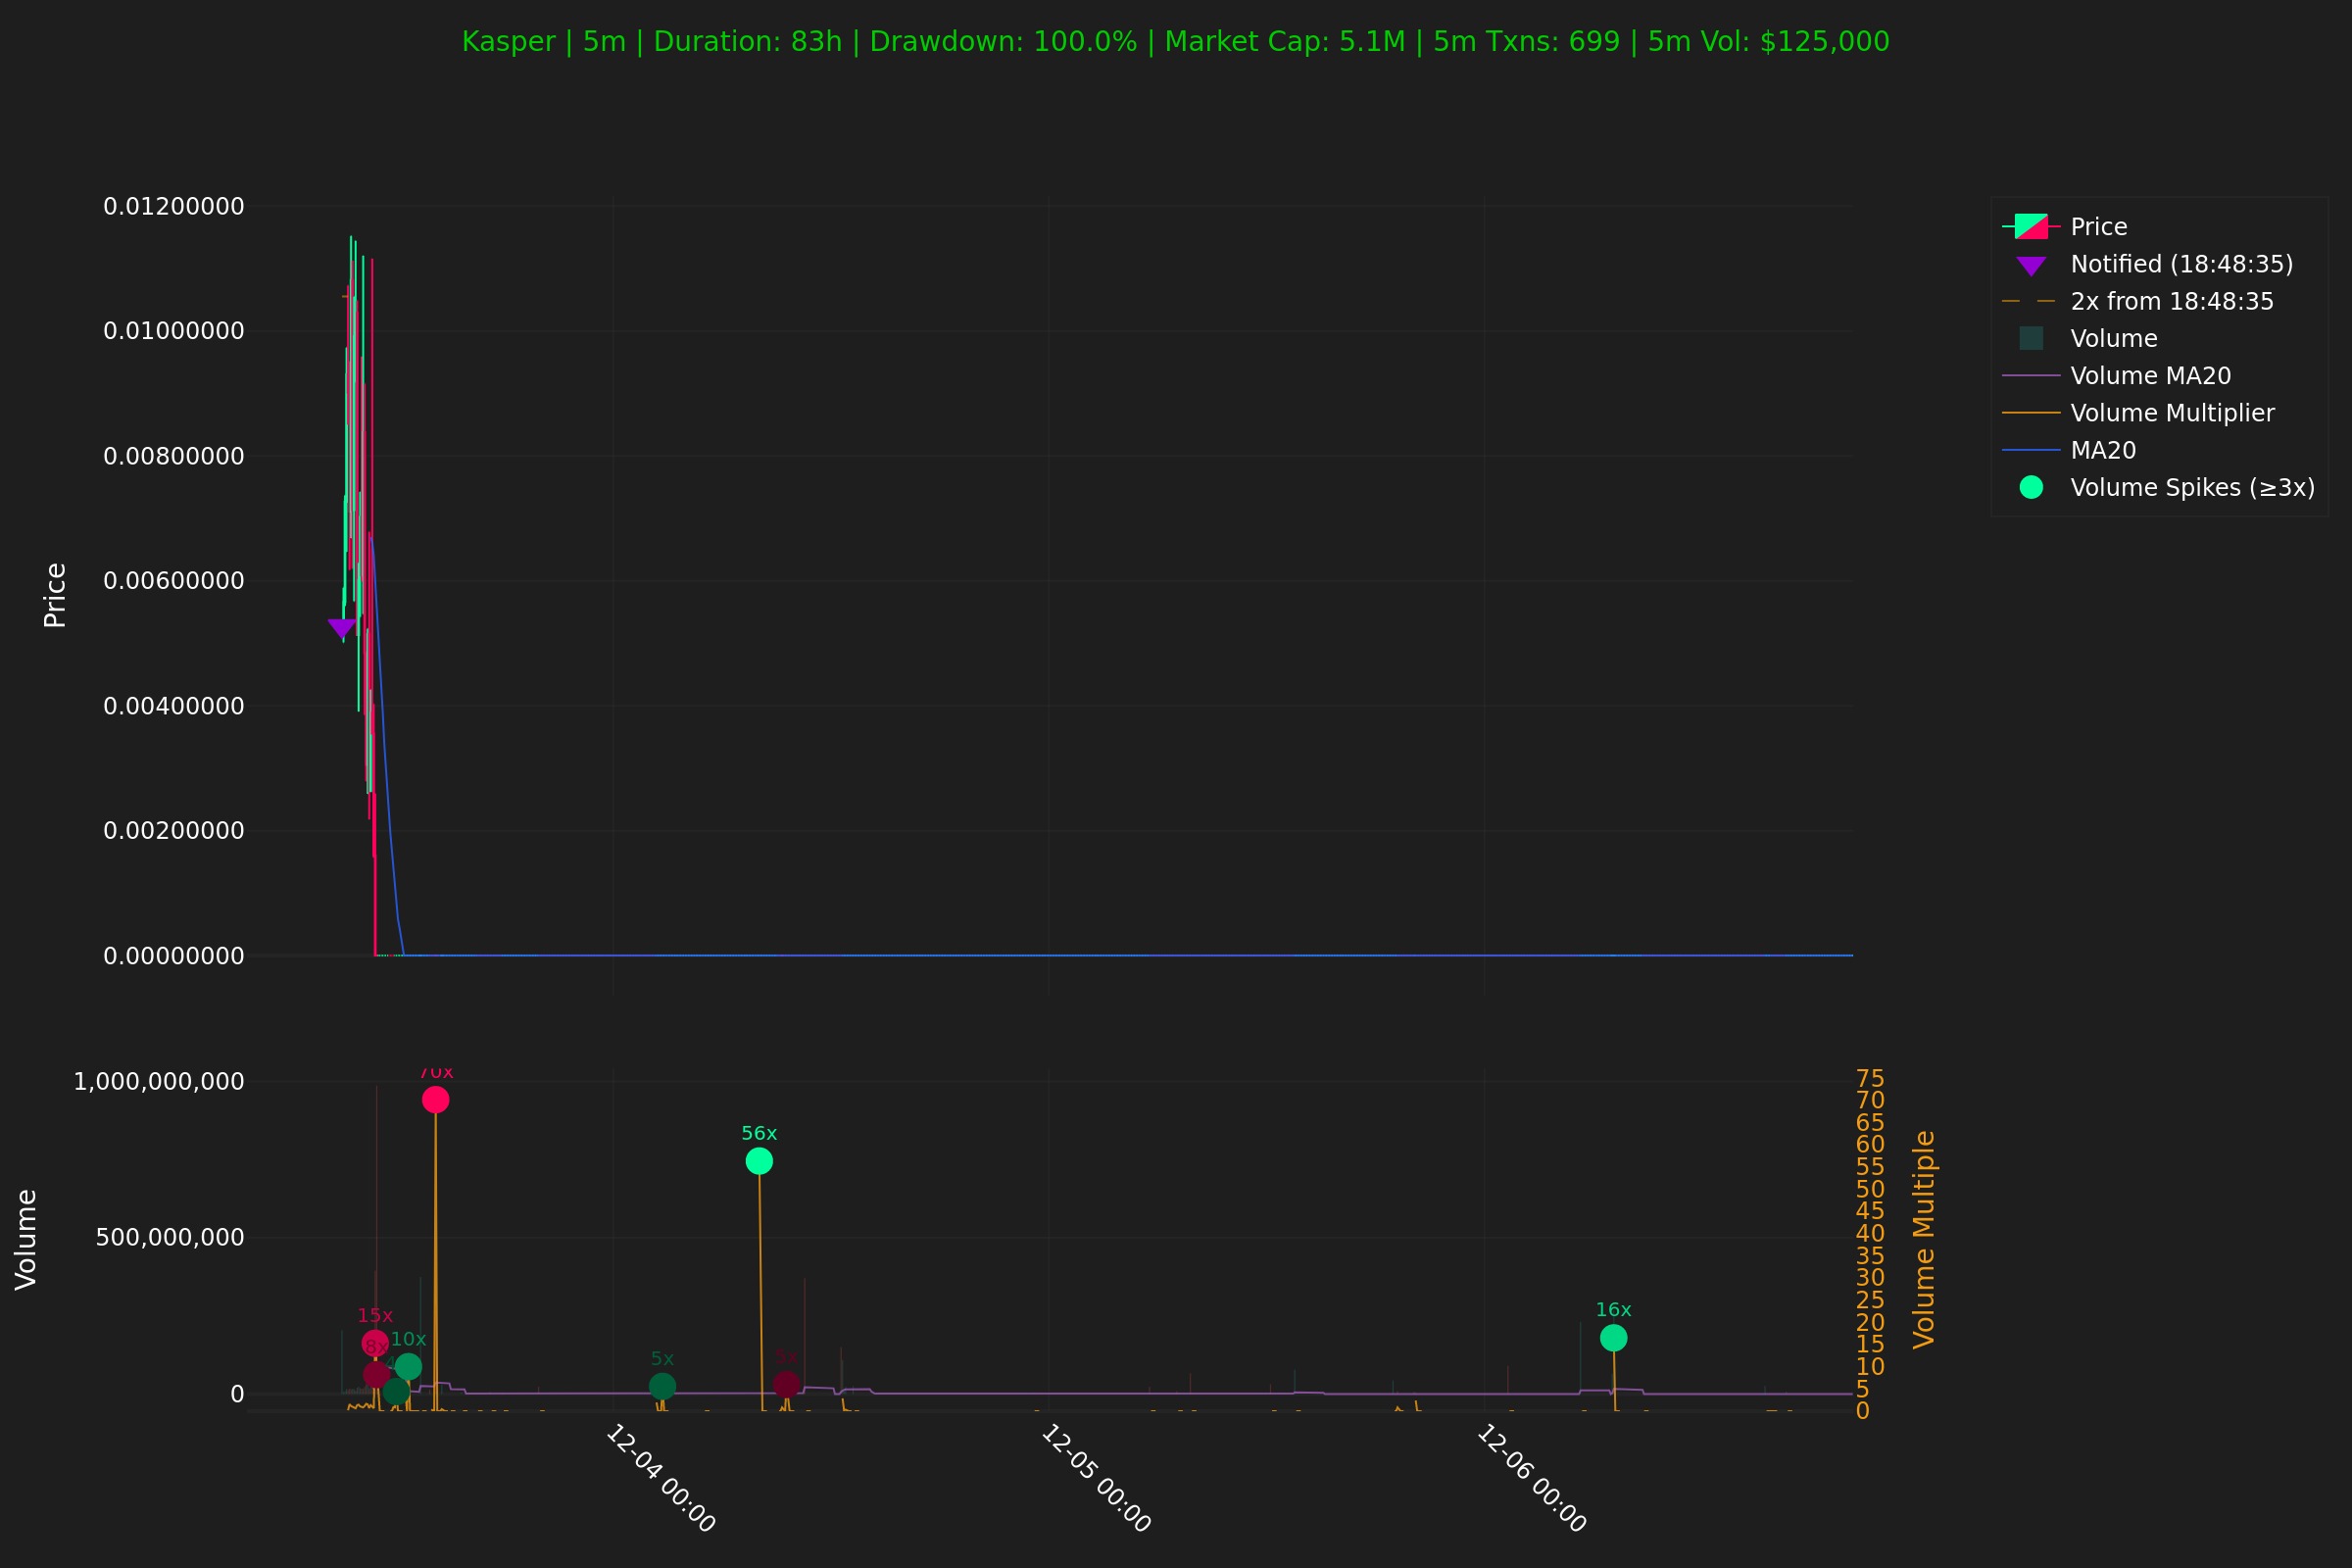 Kasper | 5m | Duration: 83h | Drawdown: 100.0% | Market Cap: 5.1M | 5m Txns: 699 | 5m Vol: $125,000
Price
0.01200000
0.01000000
0.00800000
0.00600000
0.00400000
0.00200000
0.00000000
Price
Notified (18:48:35)
2x from 18:48:35
Volume
Volume MA20
Volume Multiplier
MA20
Volume Spikes (≥3x)
Volume
1,000,000,000
500,000,000
0
70x
56x
15x
8x
10x
5x
5x
16x
75
70
65
60
55
50
45
40
35
30
25
20
15
10
5
0
Volume Multiple
12-04 00:00
12-05 00:00
12-06 00:00